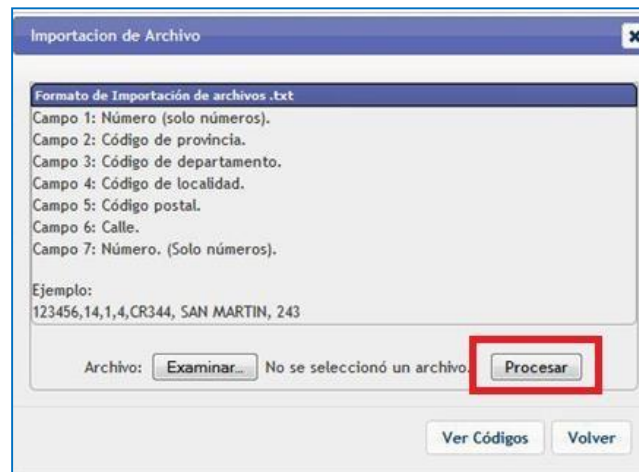 Importacion de Archivo
Formato de Importación de archivos .txt
Campo 1: Número (solo números).
Campo 2: Código de provincia.
Campo 3: Código de departamento.
Campo 4: Código de localidad.
Campo 5: Código postal.
Campo 6: Calle.
Campo 7: Número. (Solo números).
Ejemplo:
123456,14,1,4,CR344, SAN MARTIN, 243
Archivo: Examinar... No se seleccionó un archivo. Procesar
Ver Códigos Volver